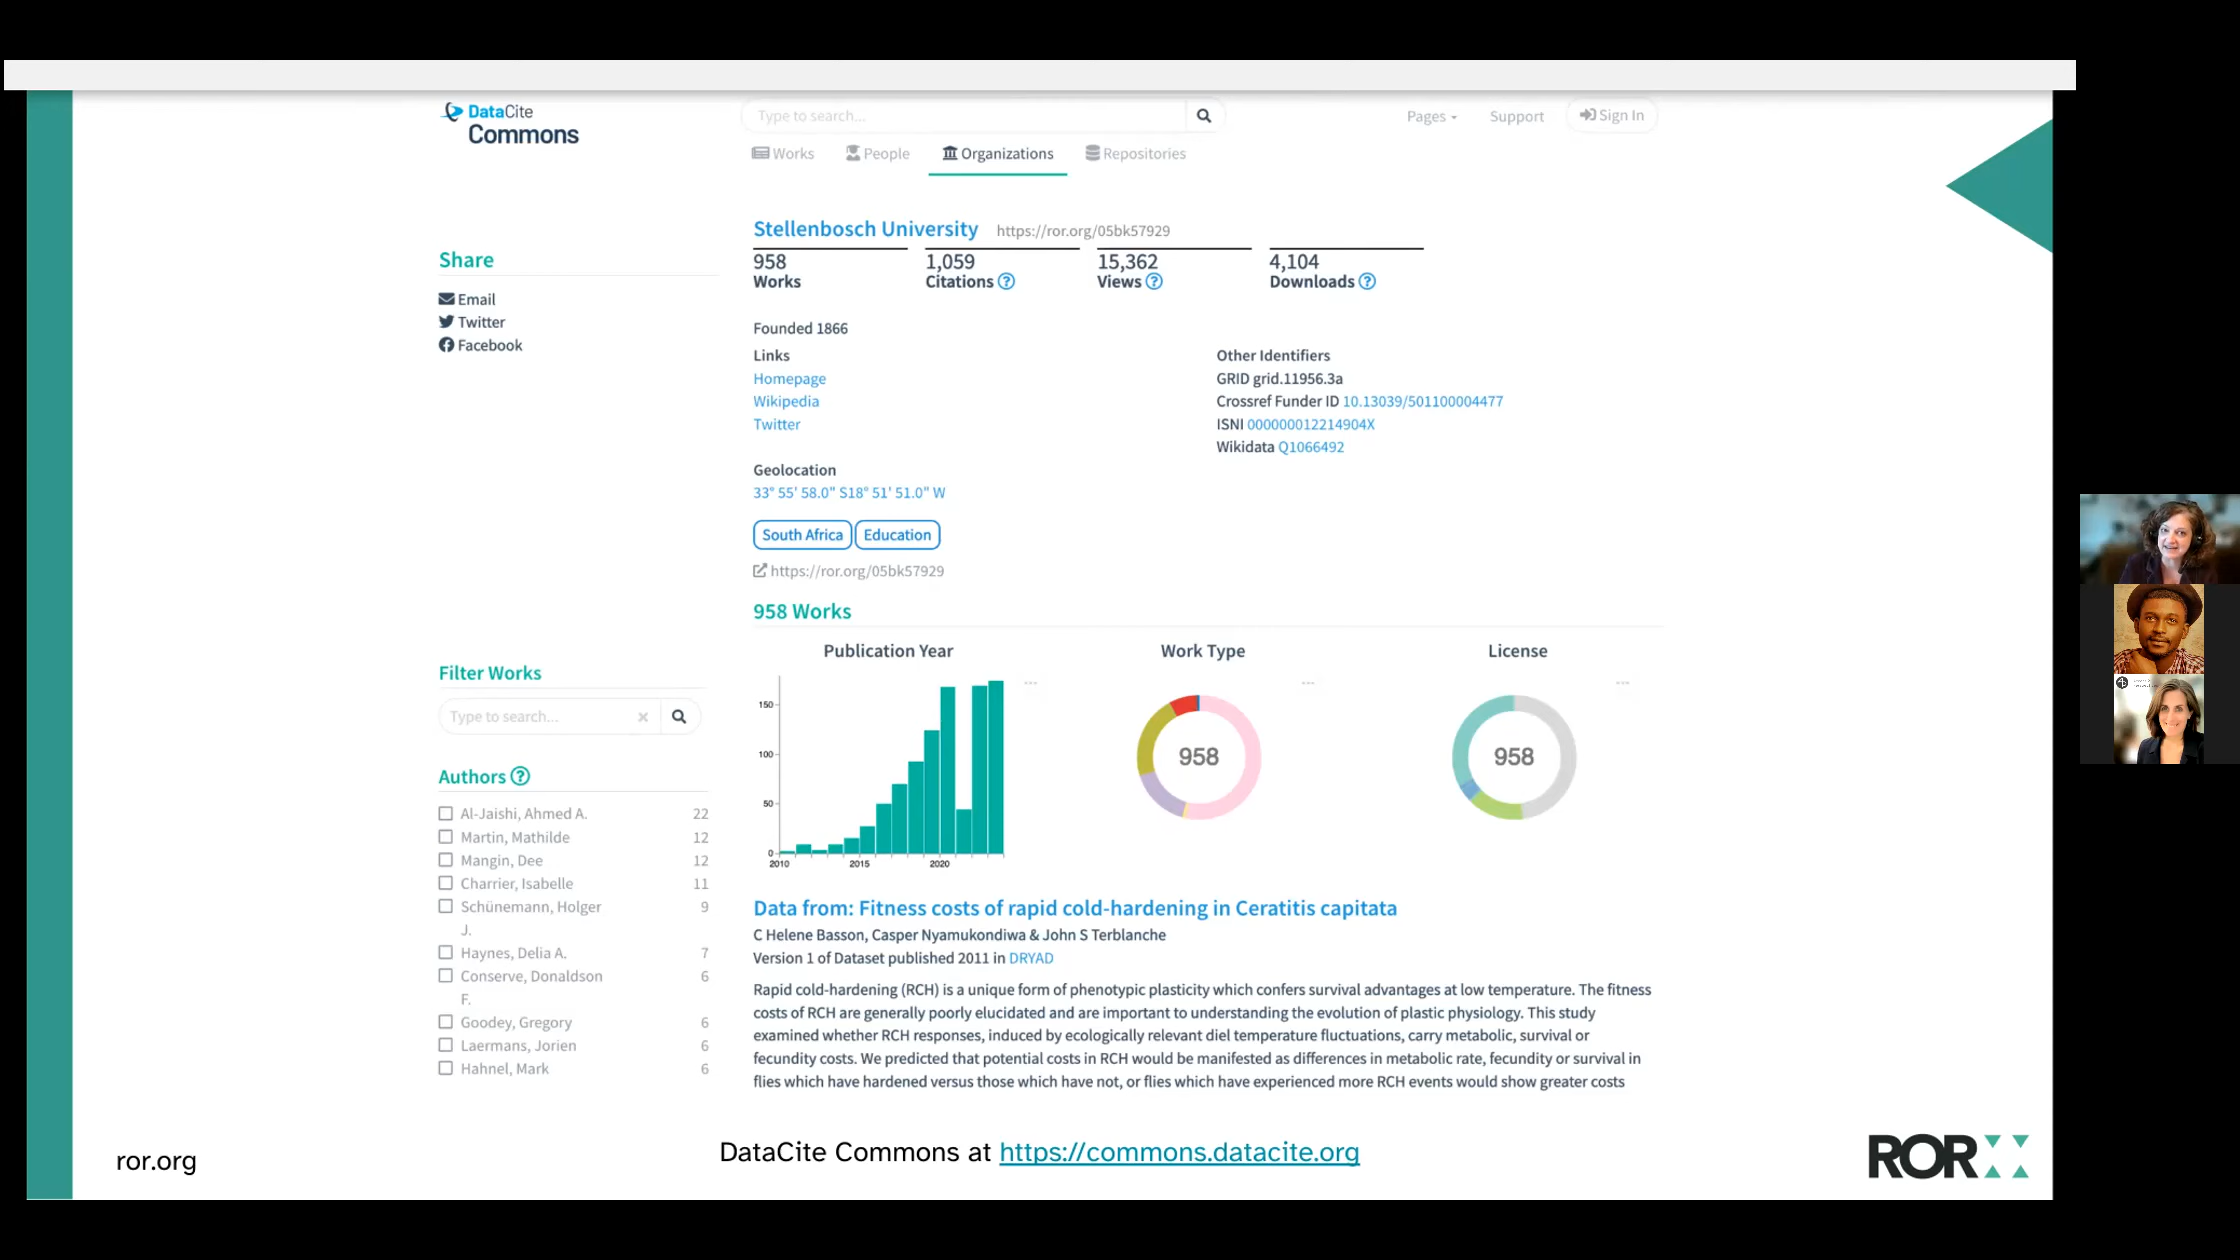 DataCite
Commons
Type to search...
Pages
Support
Sign In
Works
People
Organizations
Repositories
Stellenbosch University https://ror.org/05bk57929
958
Works
1,059
Citations
15,362
Views
4,104
Downloads
Share
Email
Twitter
Facebook
Founded 1866
Links
Homepage
Wikipedia
Twitter
Other Identifiers
GRID grid.11956.3a
Crossref Funder ID 10.13039/501100004477
ISNI 000000012214904X
Wikidata Q1066492
Geolocation
33° 55' 58.0" S18° 51' 51.0" W
South Africa
Education
https://ror.org/05bk57929
958 Works
Publication Year
150
100
50
0
2010
2015
2020
Work Type
958
License
958
Filter Works
Type to search...
Authors
Al-Jaishi, Ahmed A. 22
Martin, Mathilde 12
Mangin, Dee 12
Charrier, Isabelle 11
Schünemann, Holger 9
J.
Haynes, Delia A. 7
Conserve, Donaldson 6
F.
Goodey, Gregory 6
Laermans, Jorien 6
Hahnel, Mark 6
Data from: Fitness costs of rapid cold-hardening in Ceratitis capitata
C Helene Basson, Casper Nyamukondiwa & John S Terblanche
Version 1 of Dataset published 2011 in DRYAD
Rapid cold-hardening (RCH) is a unique form of phenotypic plasticity which confers survival advantages at low temperature. The fitness
costs of RCH are generally poorly elucidated and are important to understanding the evolution of plastic physiology. This study
examined whether RCH responses, induced by ecologically relevant diel temperature fluctuations, carry metabolic, survival or
fecundity costs. We predicted that potential costs in RCH would be manifested as differences in metabolic rate, fecundity or survival in
flies which have hardened versus those which have not, or flies which have experienced more RCH events would show greater costs
ror.org
DataCite Commons at https://commons.datacite.org
ROR